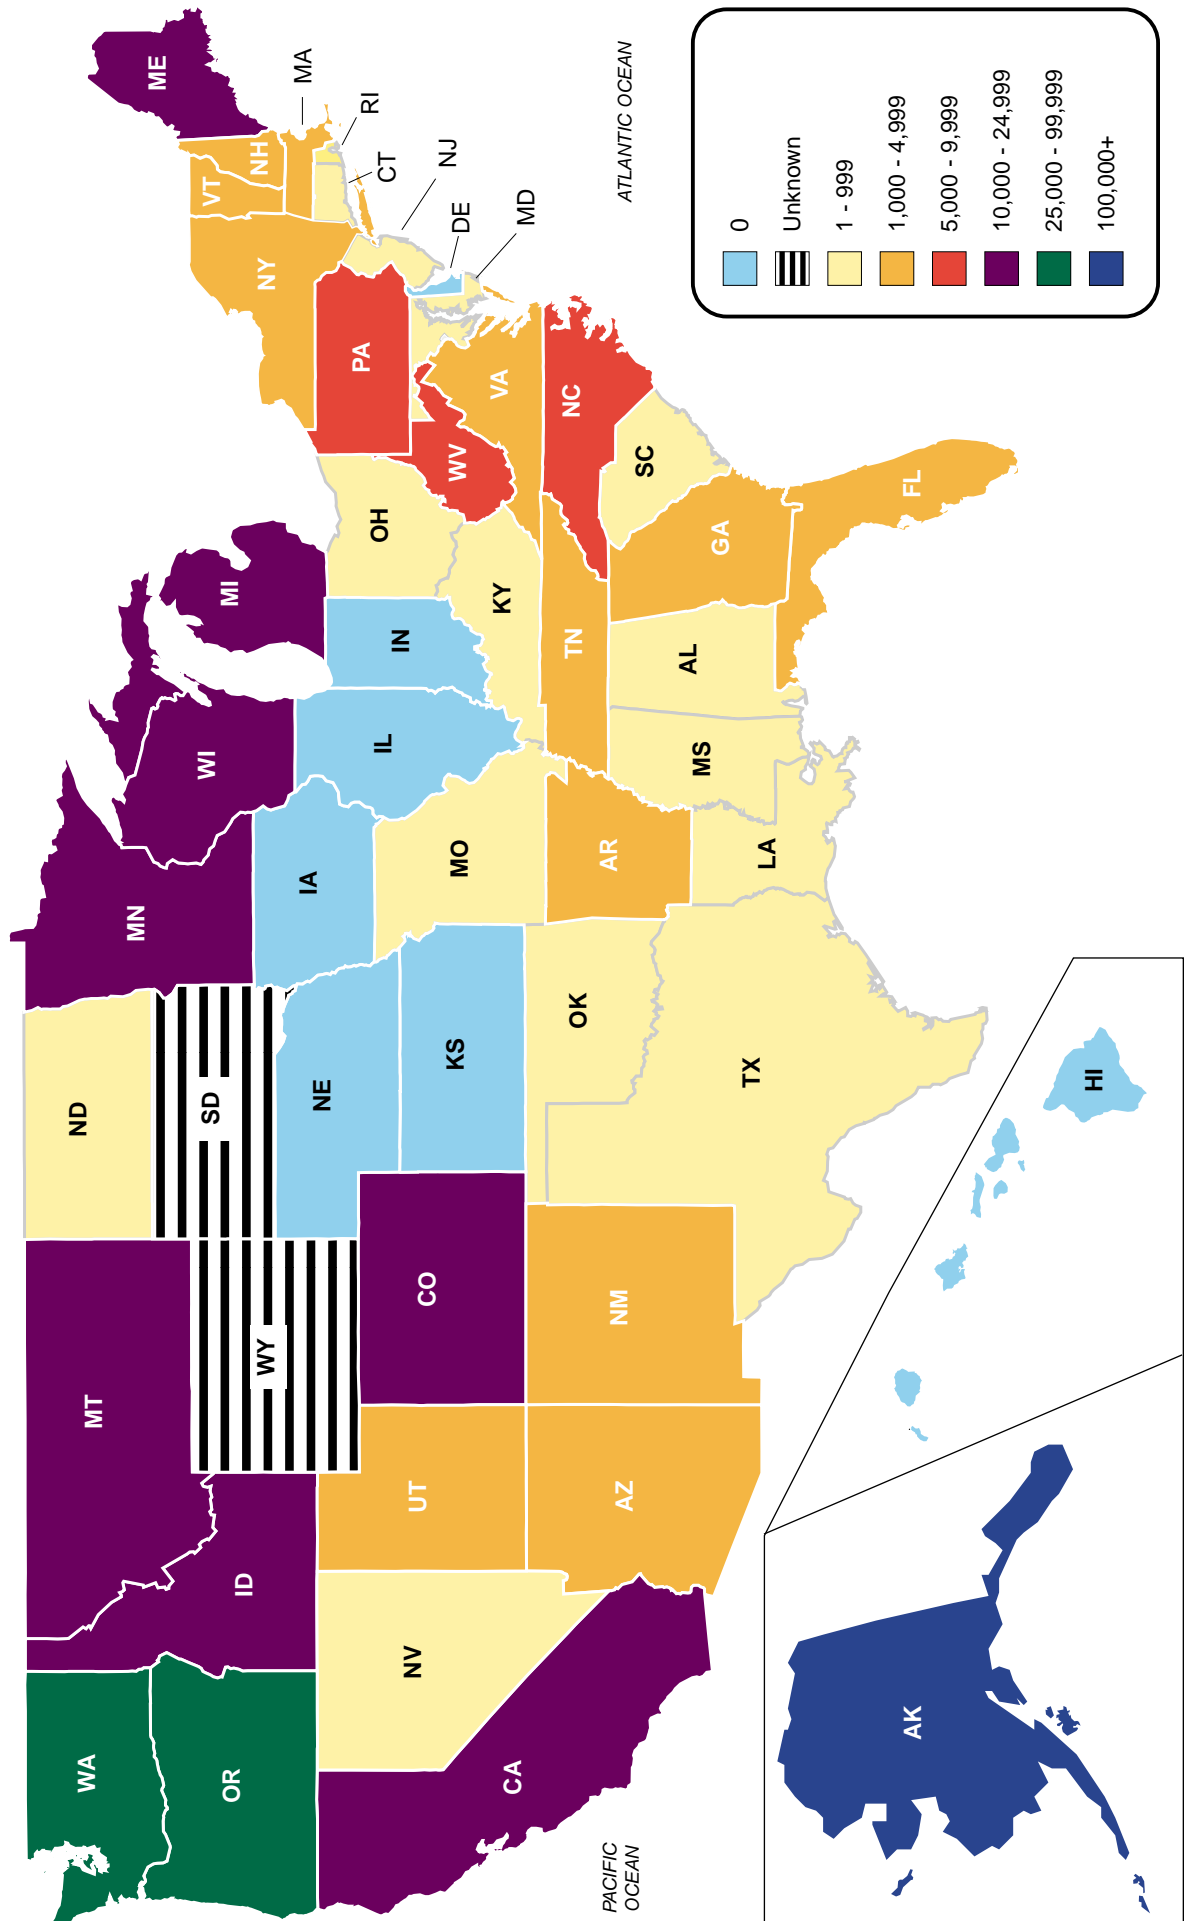 WA
OR
CA
NV
ID
MT
WY
UT
AZ
CO
NM
ND
SD
NE
KS
OK
TX
MN
IA
MO
AR
LA
WI
IL
MI
IN
OH
KY
TN
MS
AL
GA
FL
SC
NC
VA
WV
PA
NY
VT
NH
ME
MA
RI
CT
NJ
DE
MD
AK
HI
PACIFIC
OCEAN
ATLANTIC OCEAN
0
Unknown
1 - 999
1,000 - 4,999
5,000 - 9,999
10,000 - 24,999
25,000 - 99,999
100,000+